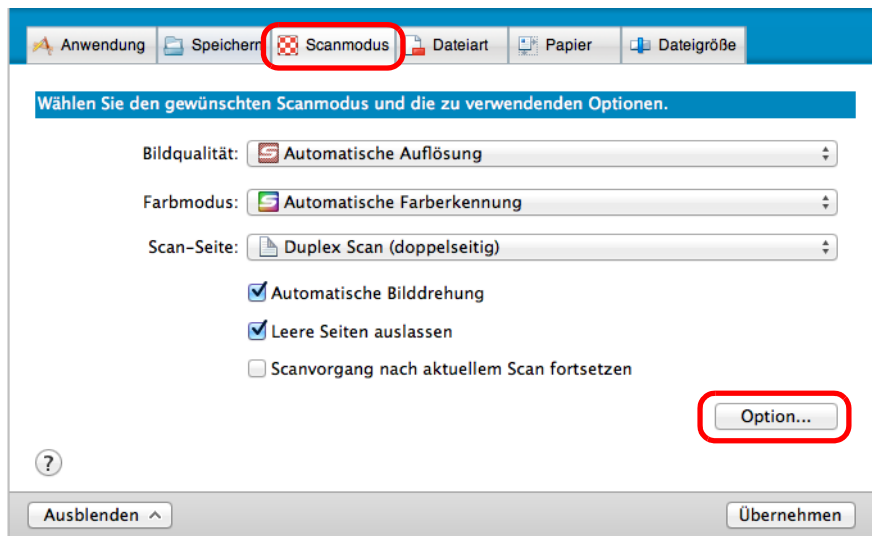 Anwendung Speichern Scanmodus Dateiart Papier Dateigröße
Wählen Sie den gewünschten Scanmodus und die zu verwendenden Optionen.
Bildqualität: Automatische Auflösung
Farbmodus: Automatische Farberkennung
Scan-Seite: Duplex Scan (doppelseitig)
Automatische Bilddrehung
Leere Seiten auslassen
Scanvorgang nach aktuellem Scan fortsetzen
Option...
?
Ausblenden Übernehmen